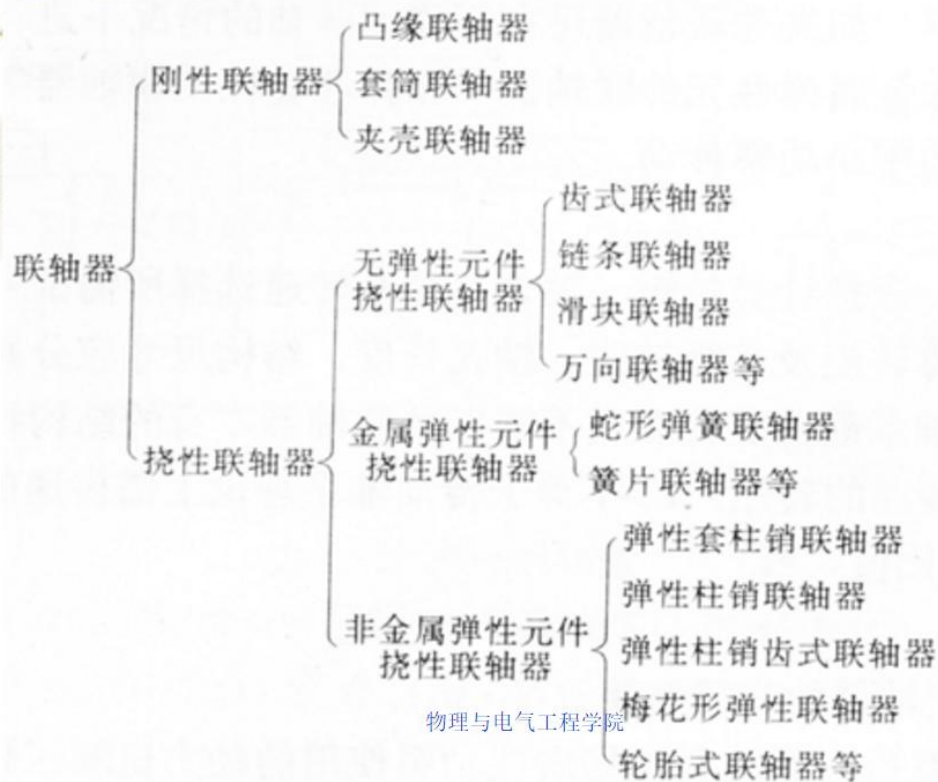 联轴器
刚性联轴器
凸缘联轴器
套筒联轴器
夹壳联轴器
挠性联轴器
无弹性元件
挠性联轴器
齿式联轴器
链条联轴器
滑块联轴器
万向联轴器等
金属弹性元件
挠性联轴器
蛇形弹簧联轴器
簧片联轴器等
非金属弹性元件
挠性联轴器
弹性套柱销联轴器
弹性柱销联轴器
弹性柱销齿式联轴器
梅花形弹性联轴器
轮胎式联轴器等
物理与电气工程学院